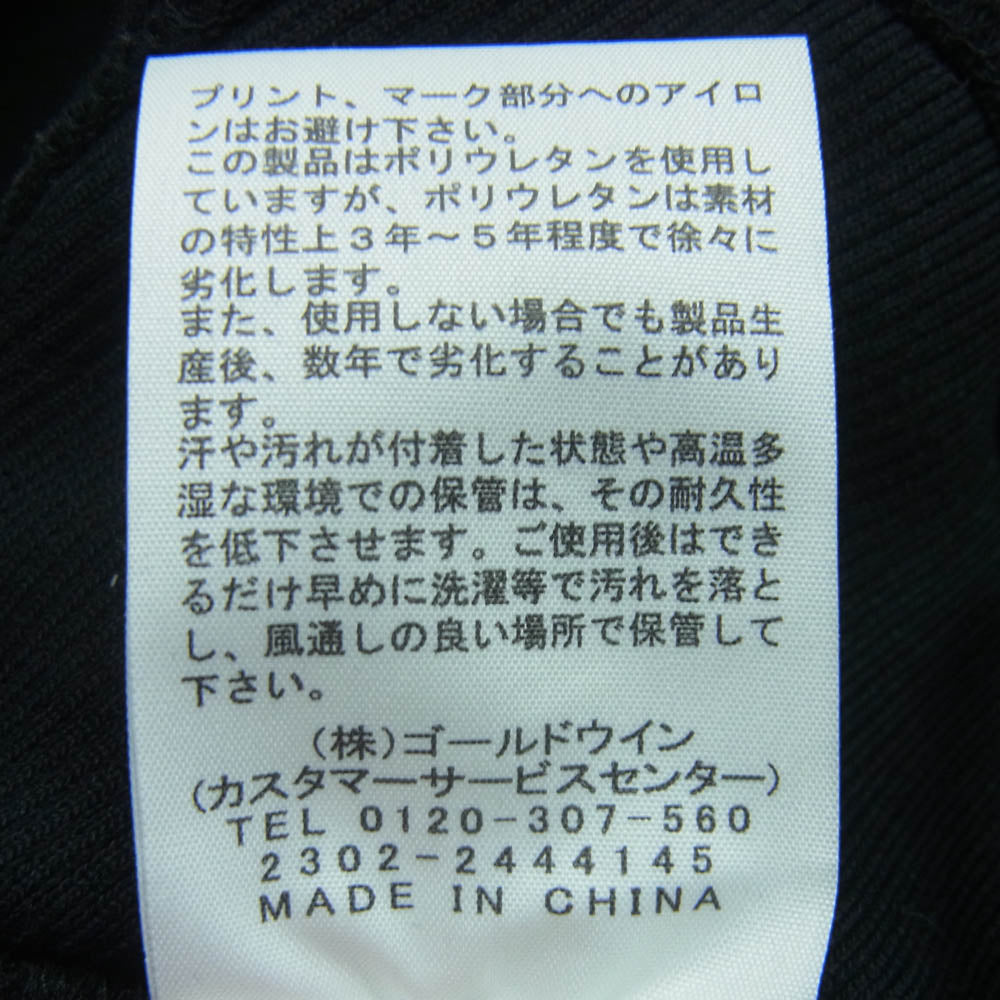 プリント、マーク部分へのアイロ
ンはお避け下さい。
この製品はポリウレタンを使用し
ていますが、ポリウレタンは素材
の特性上3年〜5年程度で徐々に
劣化します。
また、使用しない場合でも製品生
産後、数年で劣化することがあり
ます。
汗や汚れが付着した状態や高温多
湿な環境での保管は、その耐久性
を低下させます。ご使用後はでき
るだけ早めに洗濯等で汚れを落と
し、風通しの良い場所で保管して
下さい。
(株)ゴールドウイン
(カスタマーサービスセンター)
TEL 0120-307-560
2302-2444145
MADE IN CHINA